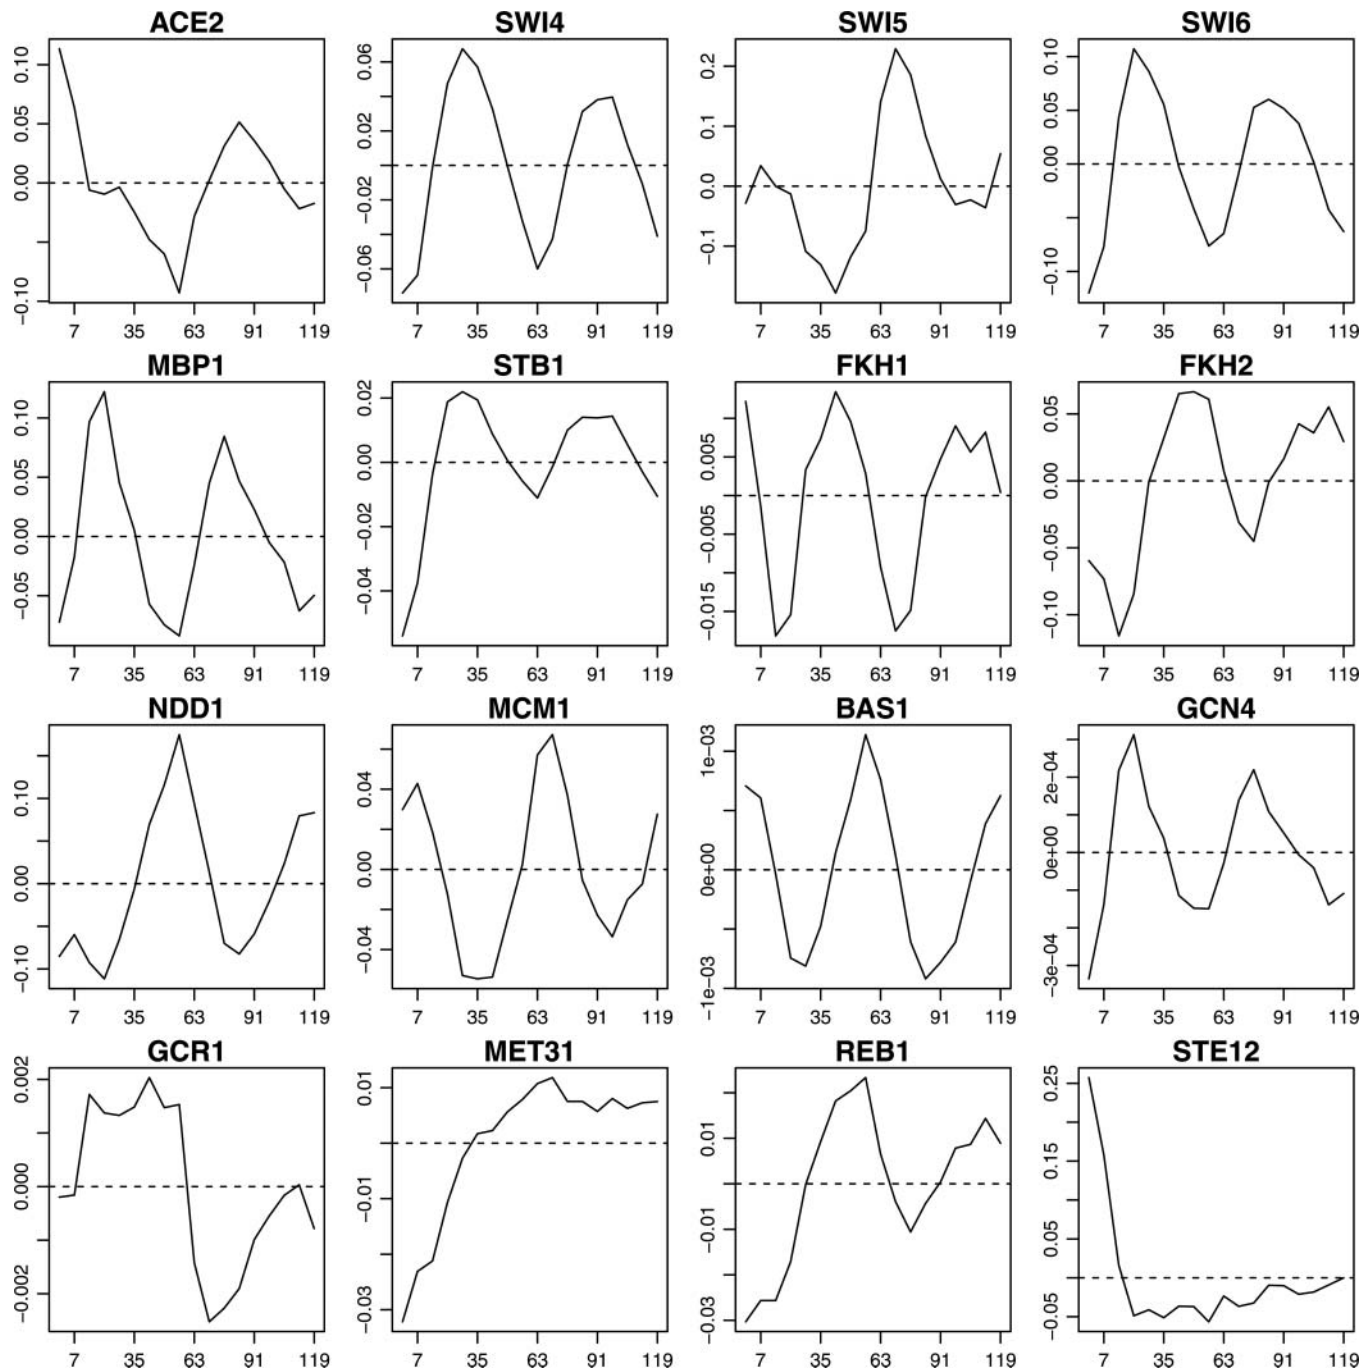 ACE2 SWI4 SWI5 SWI6
0.10 0.05 0.00 −0.10
0.06 0.02 −0.02 −0.06
0.2 0.1 0.0 −0.1
0.10 0.05 0.00 −0.10
7 35 63 91 119 7 35 63 91 119 7 35 63 91 119 7 35 63 91 119
MBP1 STB1 FKH1 FKH2
0.10 0.05 0.00 −0.05
0.02 0.00 −0.02 −0.04
0.005 −0.005 −0.015
0.05 0.00 −0.05 −0.10
7 35 63 91 119 7 35 63 91 119 7 35 63 91 119 7 35 63 91 119
NDD1 MCM1 BAS1 GCN4
0.10 0.00 −0.10
0.04 0.00 −0.04
1e−03 0e+00 −1e−03
2e−04 0e+00 −3e−04
7 35 63 91 119 7 35 63 91 119 7 35 63 91 119 7 35 63 91 119
GCR1 MET31 REB1 STE12
0.002 0.000 −0.002
0.01 −0.01 −0.03
0.01 −0.01 −0.03
0.25 0.15 0.05 −0.05
7 35 63 91 119 7 35 63 91 119 7 35 63 91 119 7 35 63 91 119